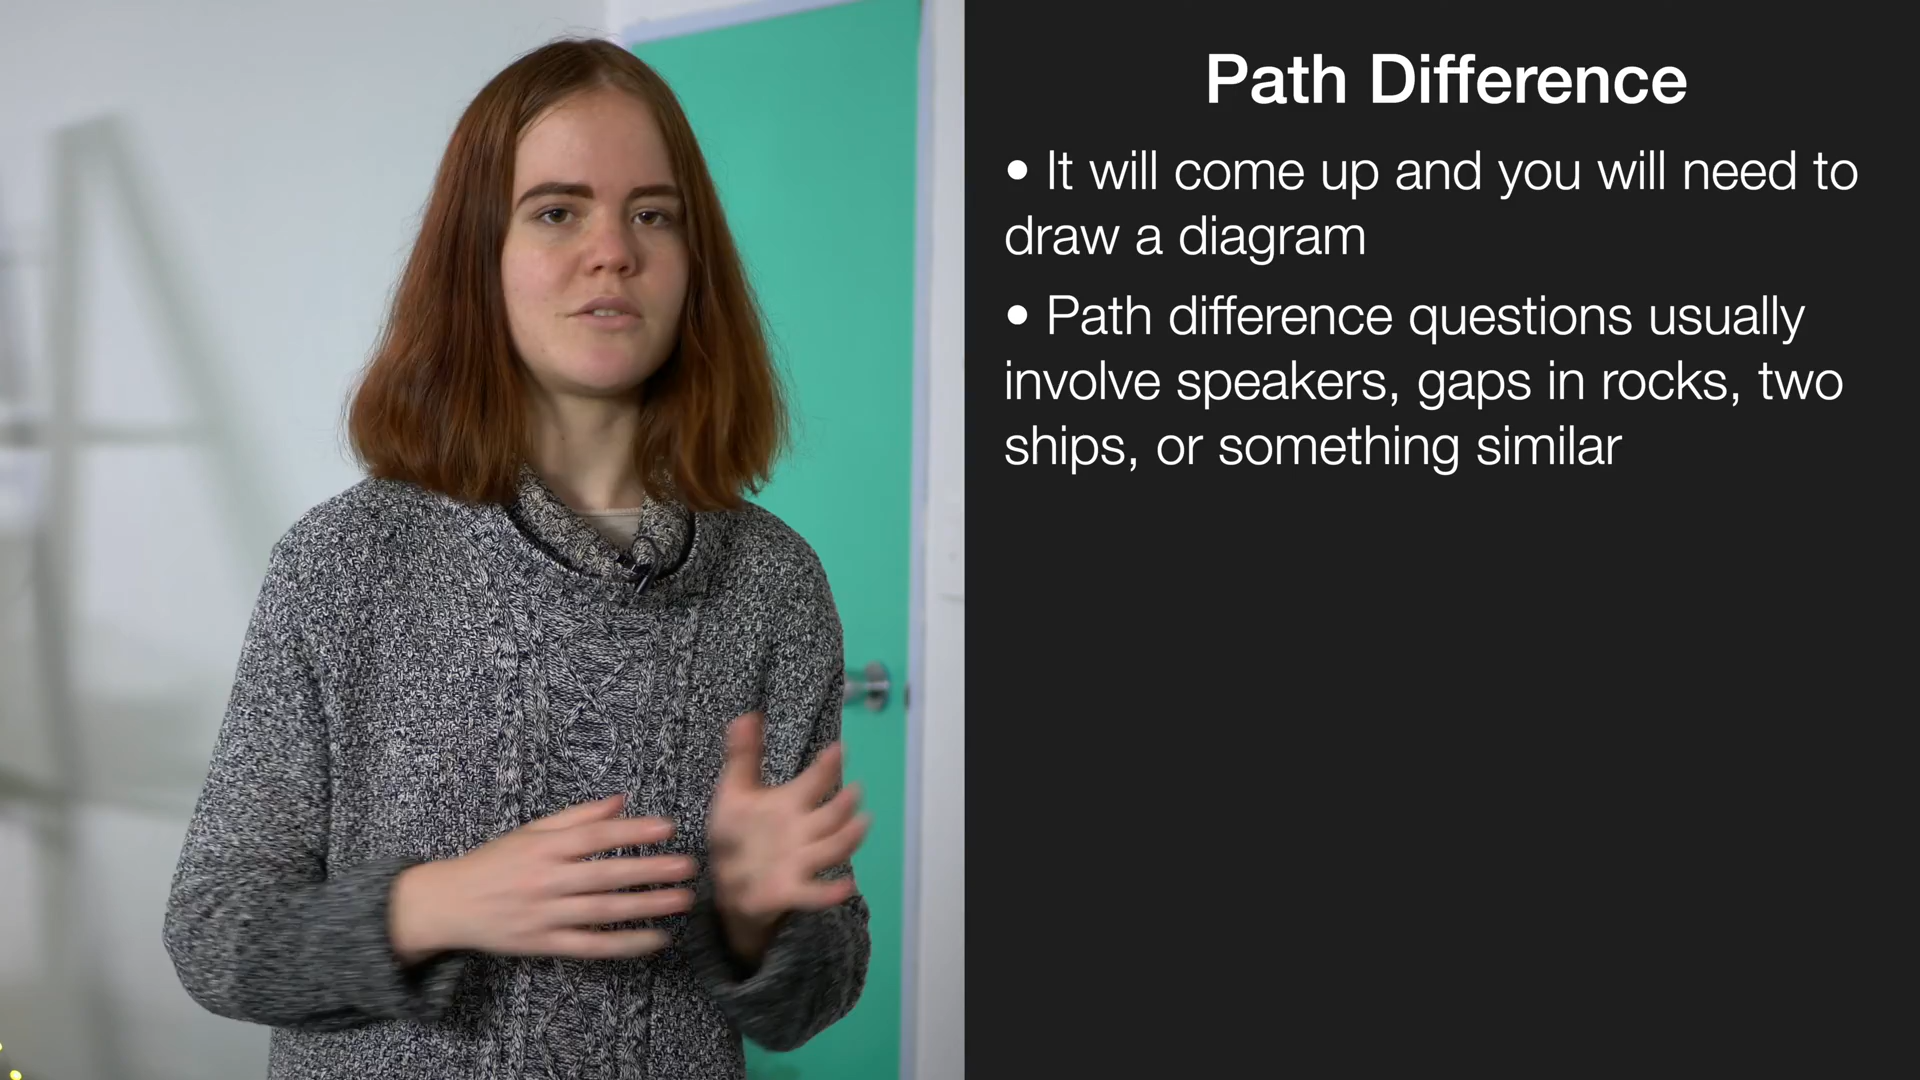 Path Difference
• It will come up and you will need to
draw a diagram
• Path difference questions usually
involve speakers, gaps in rocks, two
ships, or something similar